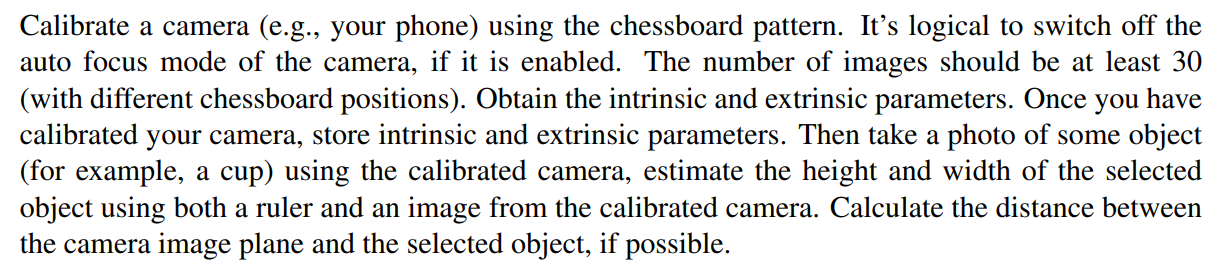 Calibrate a camera (e.g., your phone) using the chessboard pattern. It’s logical to switch off the
auto focus mode of the camera, if it is enabled. The number of images should be at least 30
(with different chessboard positions). Obtain the intrinsic and extrinsic parameters. Once you have
calibrated your camera, store intrinsic and extrinsic parameters. Then take a photo of some object
(for example, a cup) using the calibrated camera, estimate the height and width of the selected
object using both a ruler and an image from the calibrated camera. Calculate the distance between
the camera image plane and the selected object, if possible.